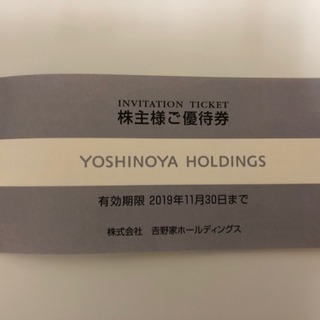 INVITATION TICKET
株主様ご優待券
YOSHINOYA HOLDINGS
有効期限 2019年11月30日まで
株式会社 吉野家ホールディングス